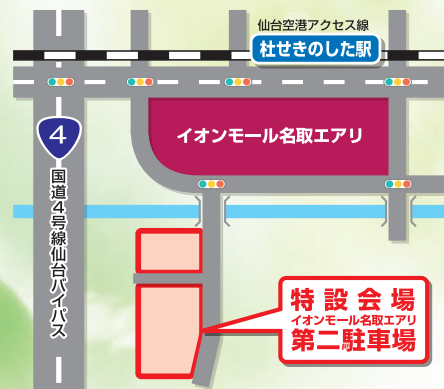 仙台空港アクセス線
杜せきのした駅
4
国道4号線仙台バイパス
イオンモール名取エアリ
特設会場
イオンモール名取エアリ
第二駐車場